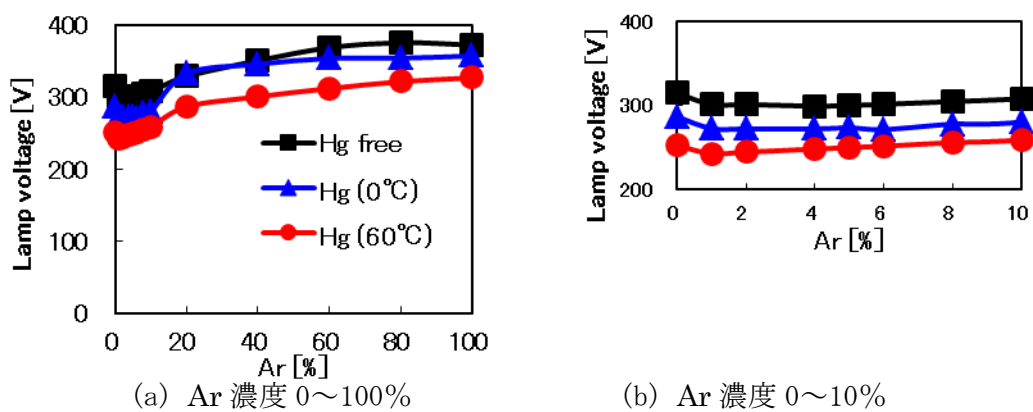 Lamp voltage [V]
400
300
200
100
0
Hg free
Hg (0℃)
Hg (60℃)
0 20 40 60 80 100
Ar [%]
(a) Ar 濃度 0～100%
Lamp voltage [V]
400
300
200
0 2 4 6 8 10
Ar [%]
(b) Ar 濃度 0～10%